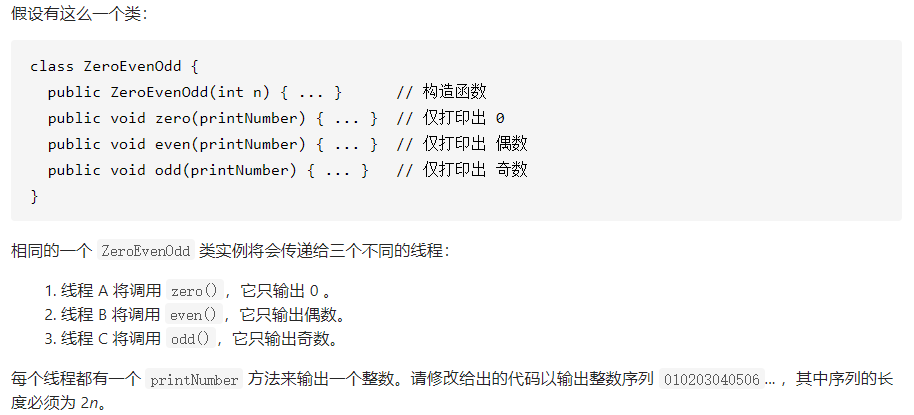 假设有这么一个类：
class ZeroEvenOdd {
  public ZeroEvenOdd(int n) { ... }      // 构造函数
  public void zero(printNumber) { ... }  // 仅打印出 0
  public void even(printNumber) { ... }  // 仅打印出 偶数
  public void odd(printNumber) { ... }   // 仅打印出 奇数
}
相同的一个 ZeroEvenOdd 类实例将会传递给三个不同的线程：
1. 线程 A 将调用 zero()，它只输出 0 。
2. 线程 B 将调用 even()，它只输出偶数。
3. 线程 C 将调用 odd()，它只输出奇数。
每个线程都有一个 printNumber 方法来输出一个整数。请修改给出的代码以输出整数序列 010203040506... ，其中序列的长
度必须为 2n。